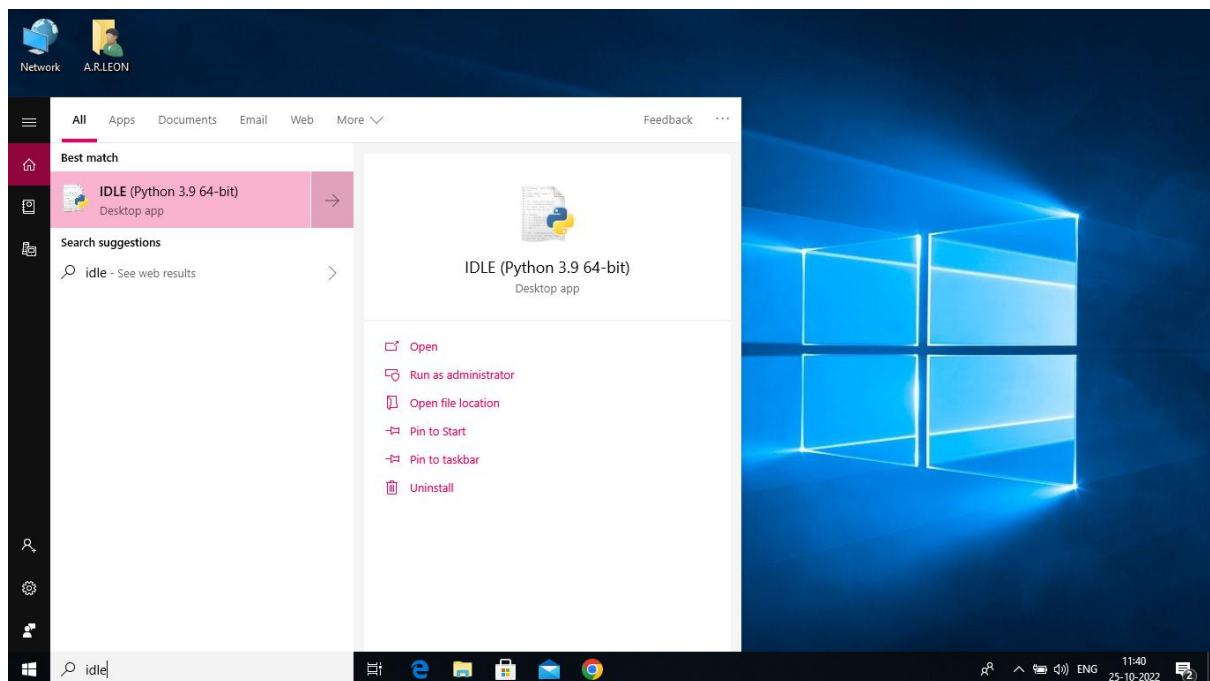 Network
A.R.LEON
All Apps Documents Email Web More Feedback ...
Best match
IDLE (Python 3.9 64-bit)
Desktop app
Search suggestions
idle - See web results
IDLE (Python 3.9 64-bit)
Desktop app
Open
Run as administrator
Open file location
Pin to Start
Pin to taskbar
Uninstall
idle
ENG
11:40
25-10-2022
2